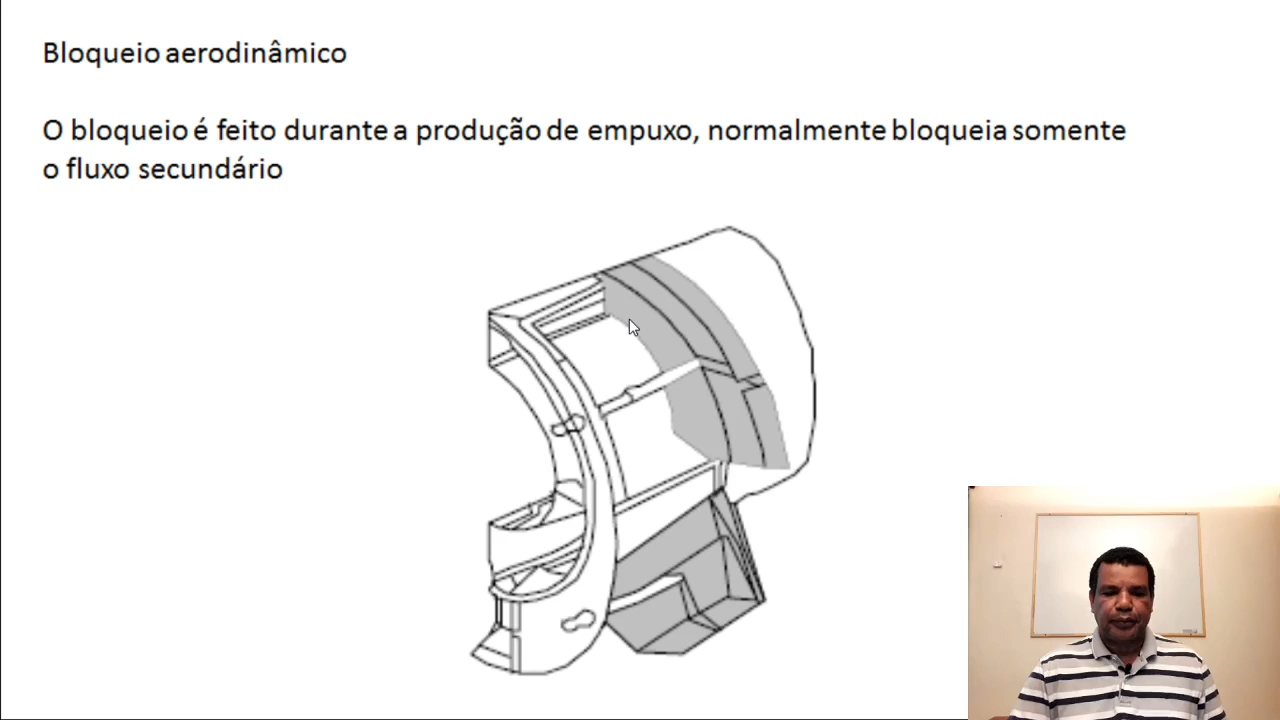 Bloqueio aerodinâmico
O bloqueio é feito durante a produção de empuxo, normalmente bloqueia somente
o fluxo secundário